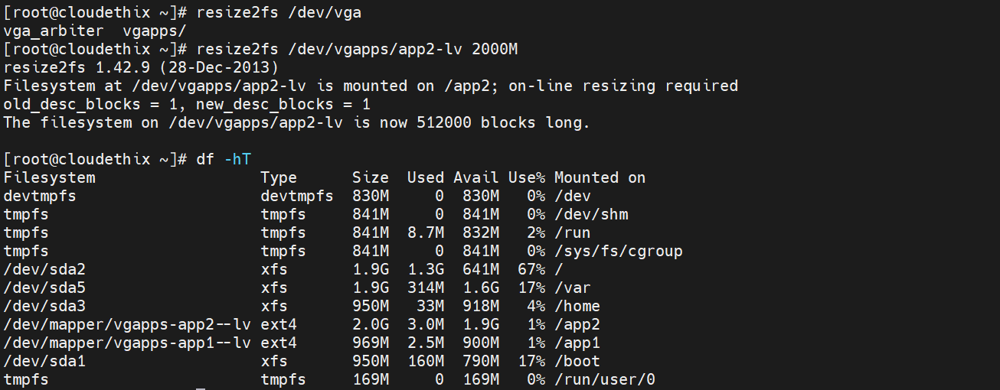 [root@cloudethix ~]# resize2fs /dev/vga
vga_arbiter  vgapps/
[root@cloudethix ~]# resize2fs /dev/vgapps/app2-lv 2000M
resize2fs 1.42.9 (28-Dec-2013)
Filesystem at /dev/vgapps/app2-lv is mounted on /app2; on-line resizing required
old_desc_blocks = 1, new_desc_blocks = 1
The filesystem on /dev/vgapps/app2-lv is now 512000 blocks long.

[root@cloudethix ~]# df -hT
Filesystem                  Type      Size  Used Avail Use% Mounted on
devtmpfs                    devtmpfs  830M     0  830M   0% /dev
tmpfs                       tmpfs     841M     0  841M   0% /dev/shm
tmpfs                       tmpfs     841M  8.7M  832M   2% /run
tmpfs                       tmpfs     841M     0  841M   0% /sys/fs/cgroup
/dev/sda2                   xfs       1.9G  1.3G  641M  67% /
/dev/sda5                   xfs       1.9G  314M  1.6G  17% /var
/dev/sda3                   xfs       950M   33M  918M   4% /home
/dev/mapper/vgapps-app2--lv ext4      2.0G  3.0M  1.9G   1% /app2
/dev/mapper/vgapps-app1--lv ext4      969M  2.5M  900M   1% /app1
/dev/sda1                   xfs       950M  160M  790M  17% /boot
tmpfs                       tmpfs     169M     0  169M   0% /run/user/0